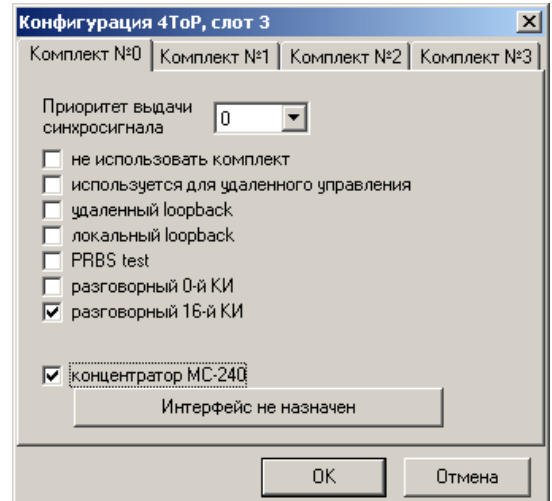 Конфигурация 4ToP, слот 3
Комплект №0 Комплект №1 Комплект №2 Комплект №3
Приоритет выдачи
синхросигнала
0
не использовать комплект
используется для удаленного управления
удаленный loopback
локальный loopback
PRBS test
разговорный 0-й КИ
разговорный 16-й КИ
концентратор МС-240
Интерфейс не назначен
OK Отмена